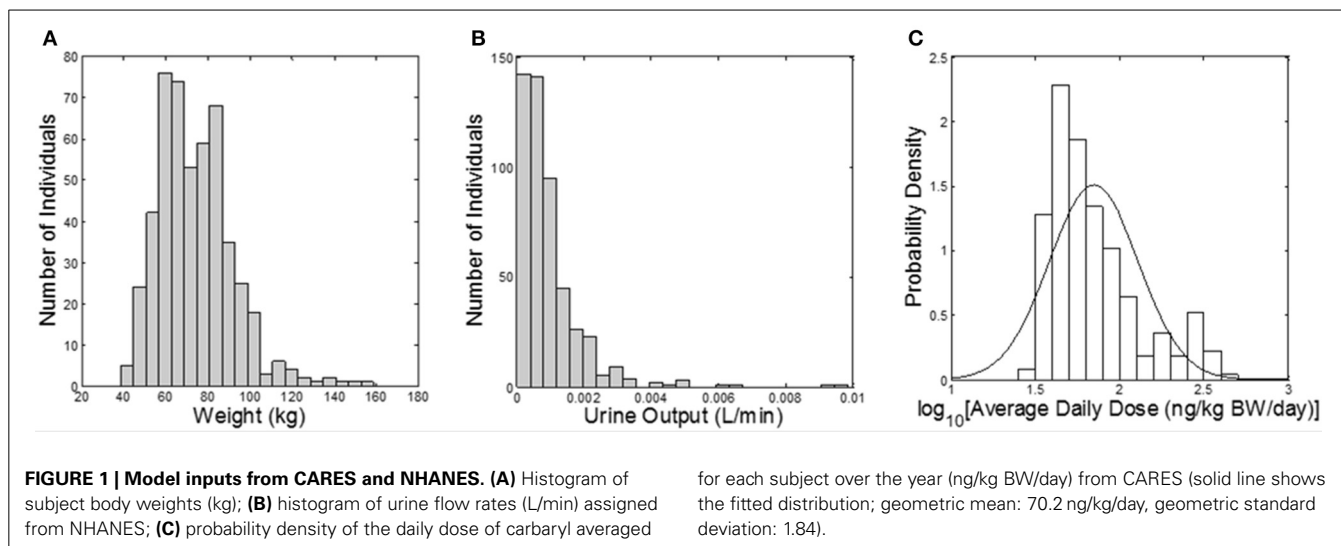 A
80
70
60
50
40
30
20
10
0
20 40 60 80 100 120 140 160 180
Number of Individuals
Weight (kg)
B
150
100
50
0
0 0.002 0.004 0.006 0.008 0.01
Number of Individuals
Urine Output (L/min)
C
2.5
2
1.5
1
0.5
0
1 1.5 2 2.5 3
Probability Density
log10[Average Daily Dose (ng/kg BW/day)]
FIGURE 1 | Model inputs from CARES and NHANES. (A) Histogram of
subject body weights (kg); (B) histogram of urine flow rates (L/min) assigned
from NHANES; (C) probability density of the daily dose of carbaryl averaged
for each subject over the year (ng/kg BW/day) from CARES (solid line shows
the fitted distribution; geometric mean: 70.2 ng/kg/day, geometric standard
deviation: 1.84).